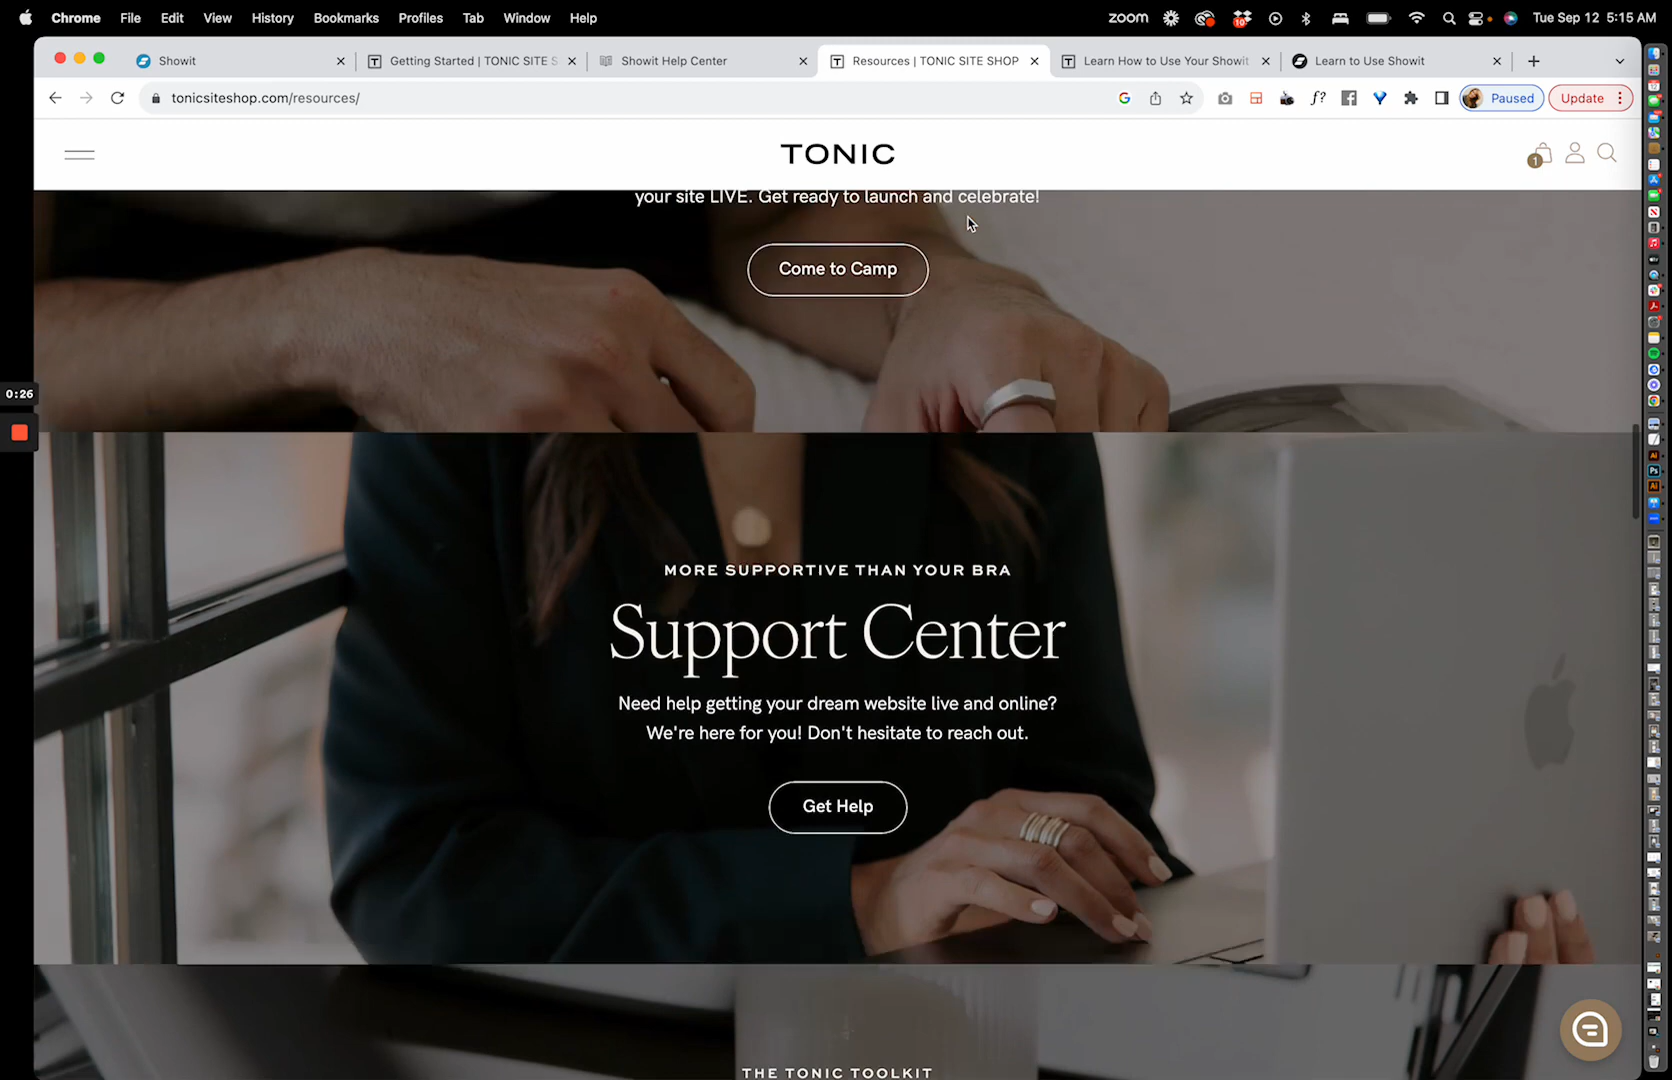 Chrome File Edit View History Bookmarks Profiles Tab Window Help zoom 10 Tue Sep 12 5:15 AM
Showit Getting Started | TONIC SITE S Showit Help Center Resources | TONIC SITE SHOP Learn How to Use Your Showit Learn to Use Showit
tonicsiteshop.com/resources/ f? Paused Update
TONIC 1
your site LIVE. Get ready to launch and celebrate!
Come to Camp
0:26
MORE SUPPORTIVE THAN YOUR BRA
Support Center
Need help getting your dream website live and online?
We're here for you! Don't hesitate to reach out.
Get Help
THE TONIC TOOLKIT